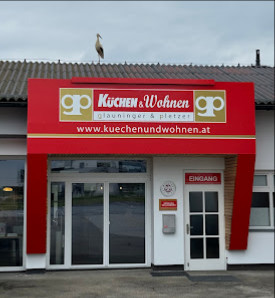 gp KÜCHEN & Wohnen gp
glauninger & pletzer
www.kuechenundwohnen.at
EINGANG